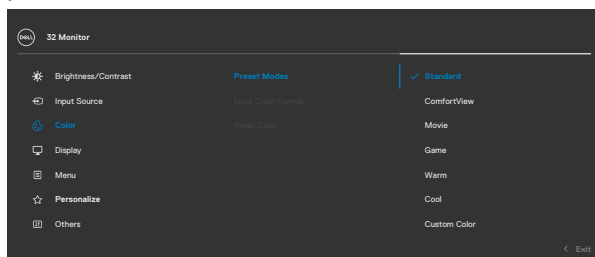 DELL
32 Monitor
Brightness/Contrast
Input Source
Color
Display
Menu
Personalize
Others
Preset Modes
Input Color Format
Reset Color
Standard
ComfortView
Movie
Game
Warm
Cool
Custom Color
Exit